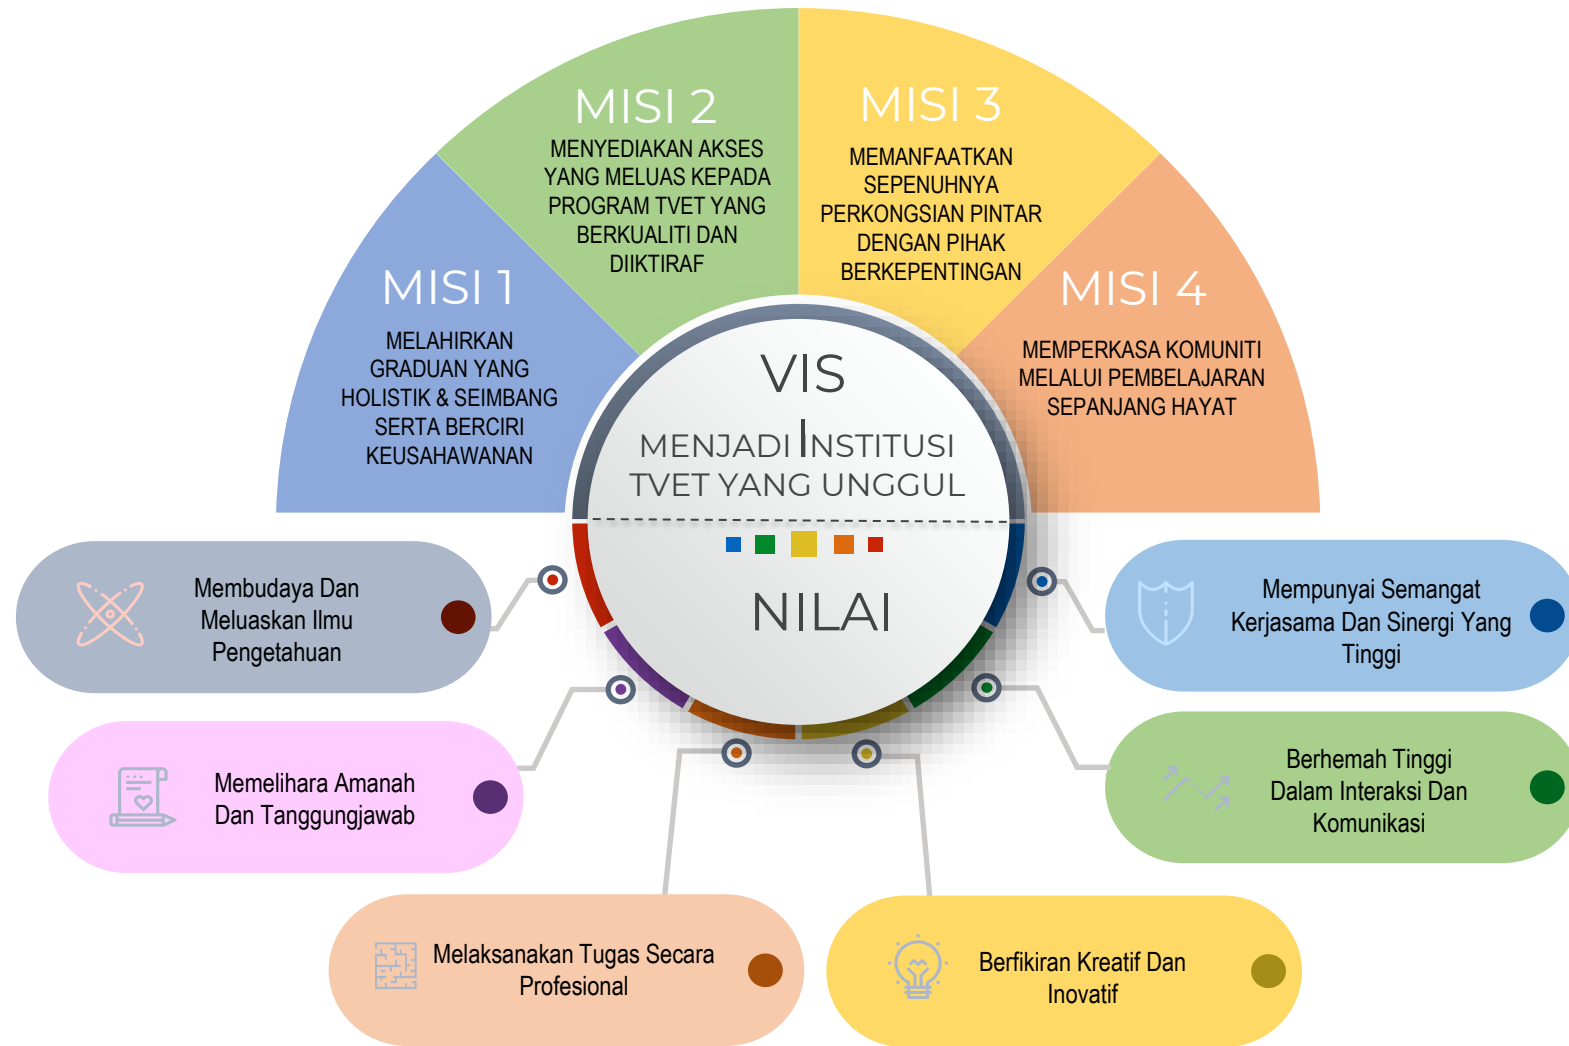 MISI 1
MELAHIRKAN
GRADUAN YANG
HOLISTIK & SEIMBANG
SERTA BERCIRI
KEUSAHAWANAN
MISI 2
MENYEDIAKAN AKSES
YANG MELUAS KEPADA
PROGRAM TVET YANG
BERKUALITI DAN
DIIKTIRAF
MISI 3
MEMANFAATKAN
SEPENUHNYA
PERKONGSIAN PINTAR
DENGAN PIHAK
BERKEPENTINGAN
MISI 4
MEMPERKASA KOMUNITI
MELALUI PEMBELAJARAN
SEPANJANG HAYAT
VIS
I
MENJADI INSTITUSI
TVET YANG UNGGUL
NILAI
Membudaya Dan
Meluaskan Ilmu
Pengetahuan
Memelihara Amanah
Dan Tanggungjawab
Melaksanakan Tugas Secara
Profesional
Berfikiran Kreatif Dan
Inovatif
Berhemah Tinggi
Dalam Interaksi Dan
Komunikasi
Mempunyai Semangat
Kerjasama Dan Sinergi Yang
Tinggi